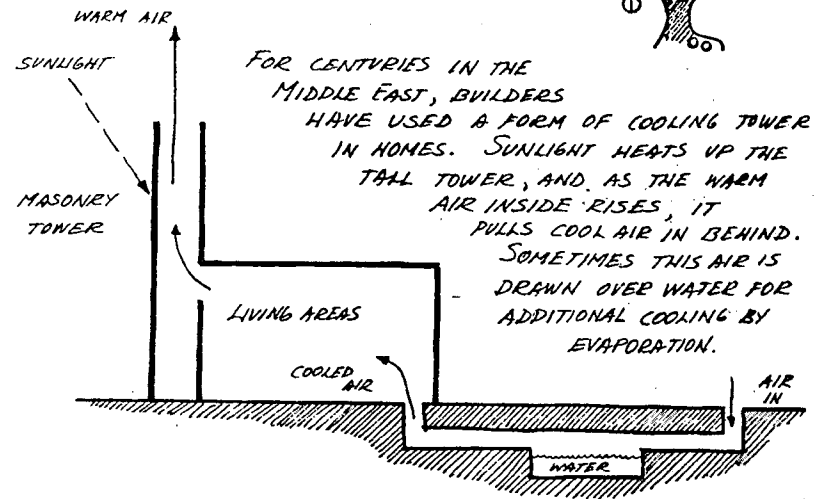 WARM AIR
SUNLIGHT
FOR CENTURIES IN THE
MIDDLE EAST, BUILDERS
HAVE USED A FORM OF COOLING TOWER
IN HOMES. SUNLIGHT HEATS UP THE
TALL TOWER, AND AS THE WARM
AIR INSIDE RISES, IT
PULLS COOL AIR IN BEHIND.
SOMETIMES THIS AIR IS
DRAWN OVER WATER FOR
ADDITIONAL COOLING BY
EVAPORATION.
MASONRY
TOWER
LIVING AREAS
COOLED
AIR
AIR
IN
WATER